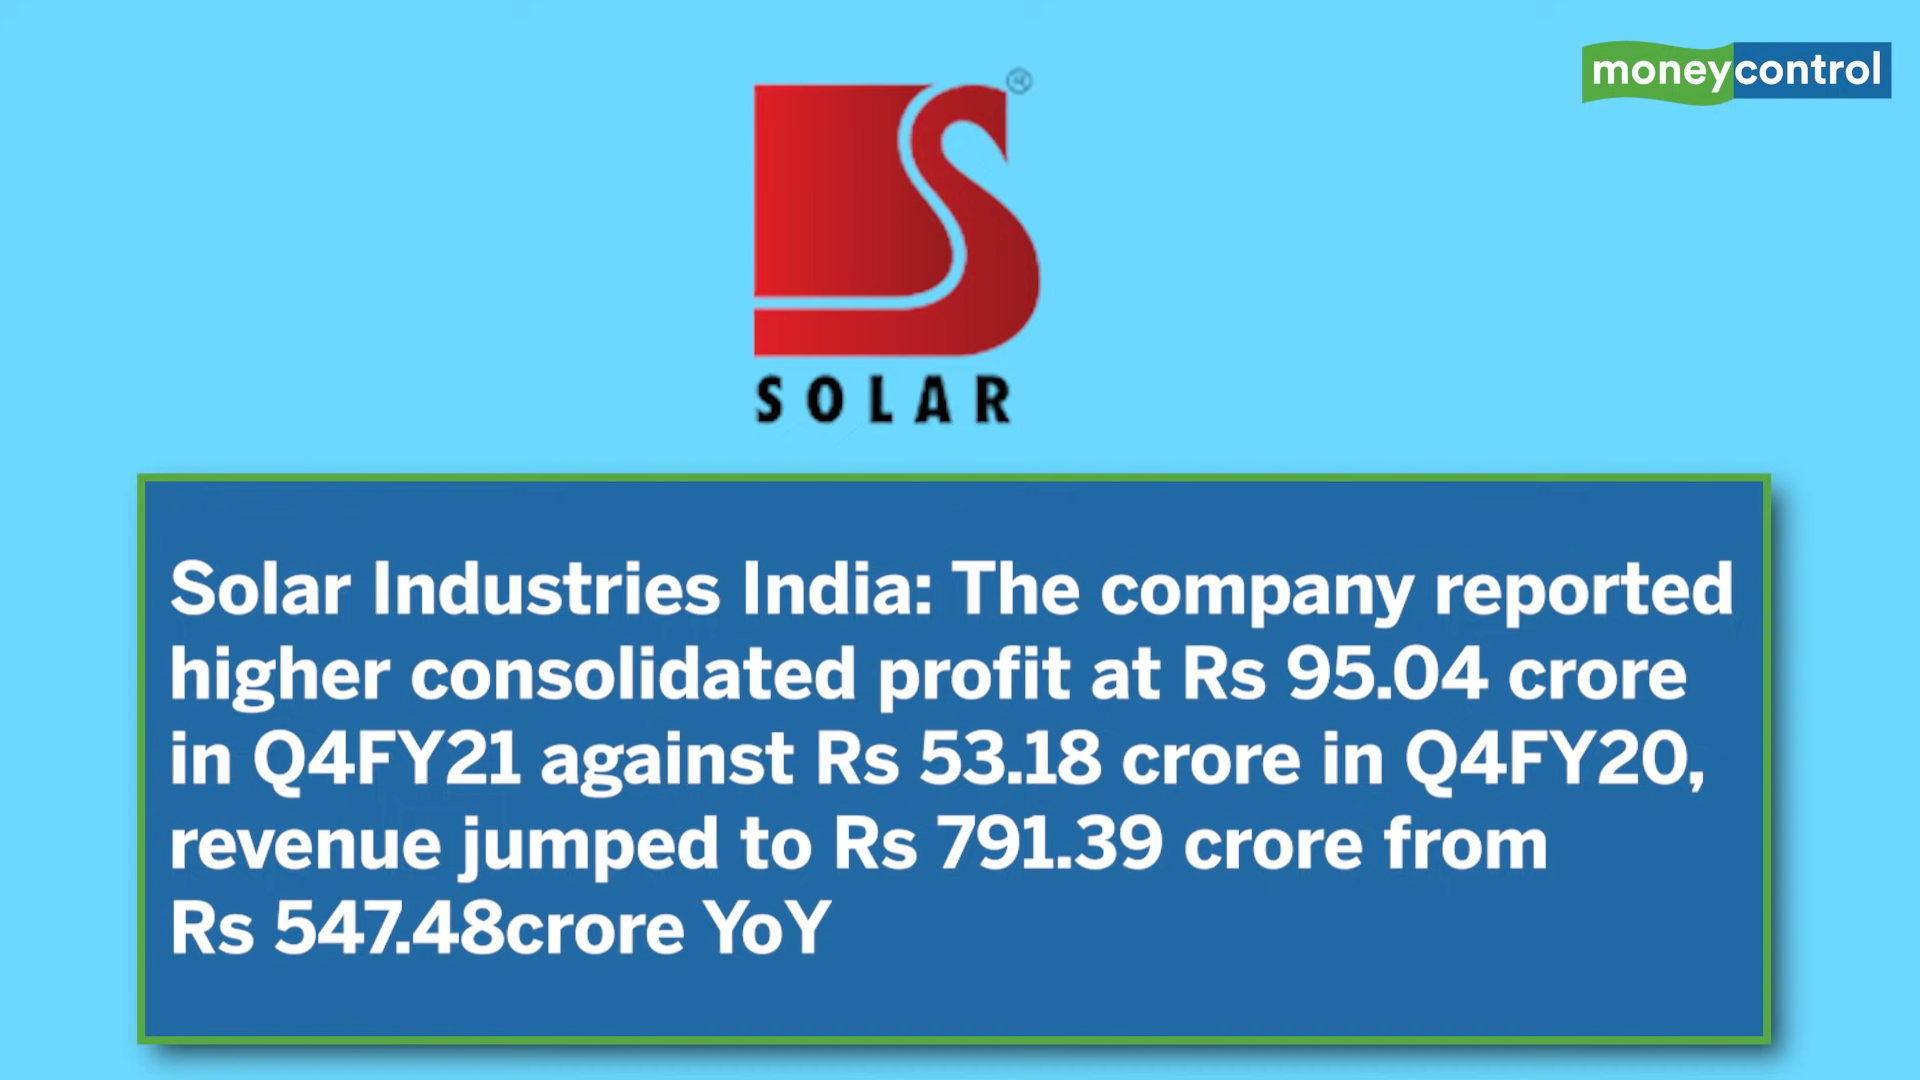 moneycontrol
SOLAR
Solar Industries India: The company reported
higher consolidated profit at Rs 95.04 crore
in Q4FY21 against Rs 53.18 crore in Q4FY20,
revenue jumped to Rs 791.39 crore from
Rs 547.48crore YoY